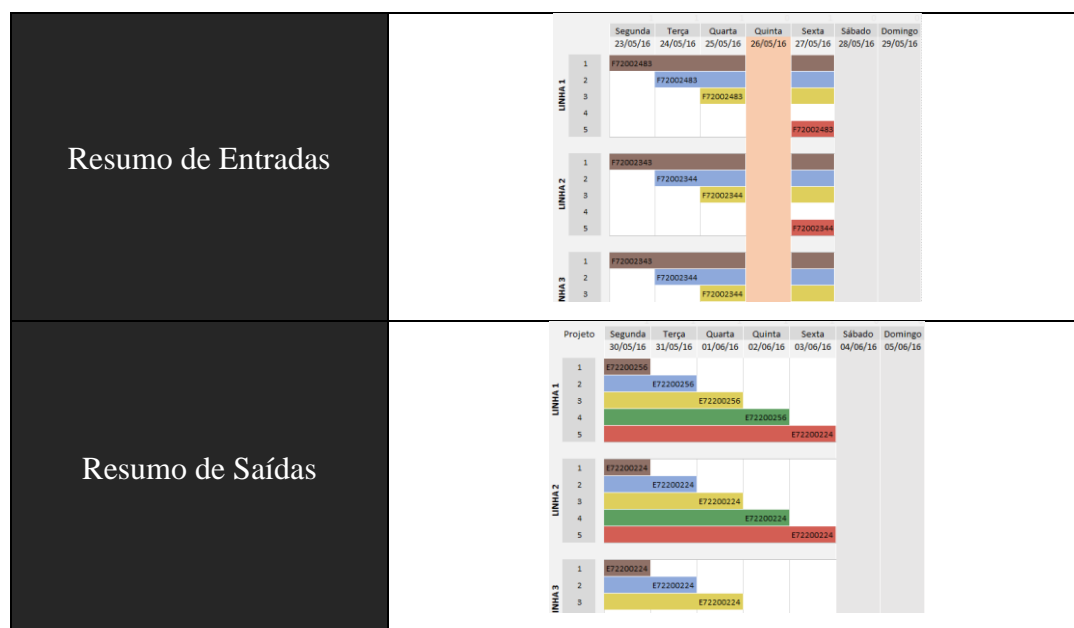 Resumo de Entradas
Segunda Terça Quarta Quinta Sexta Sábado Domingo
23/05/16 24/05/16 25/05/16 26/05/16 27/05/16 28/05/16 29/05/16
LINHA 1
1 F72002483
2 F72002483
3 F72002483
4
5 F72002483
LINHA 2
1 F72002343
2 F72002344
3 F72002344
4
5 F72002344
NHA 3
1 F72002343
2 F72002344
3 F72002344
Resumo de Saídas
Projeto Segunda Terça Quarta Quinta Sexta Sábado Domingo
30/05/16 31/05/16 01/06/16 02/06/16 03/06/16 04/06/16 05/06/16
LINHA 1
1 E72200256
2 E72200256
3 E72200256
4 E72200256
5 E72200224
LINHA 2
1 E72200224
2 E72200224
3 E72200224
4 E72200224
5 E72200224
INHA 3
1 E72200224
2 E72200224
3 E72200224